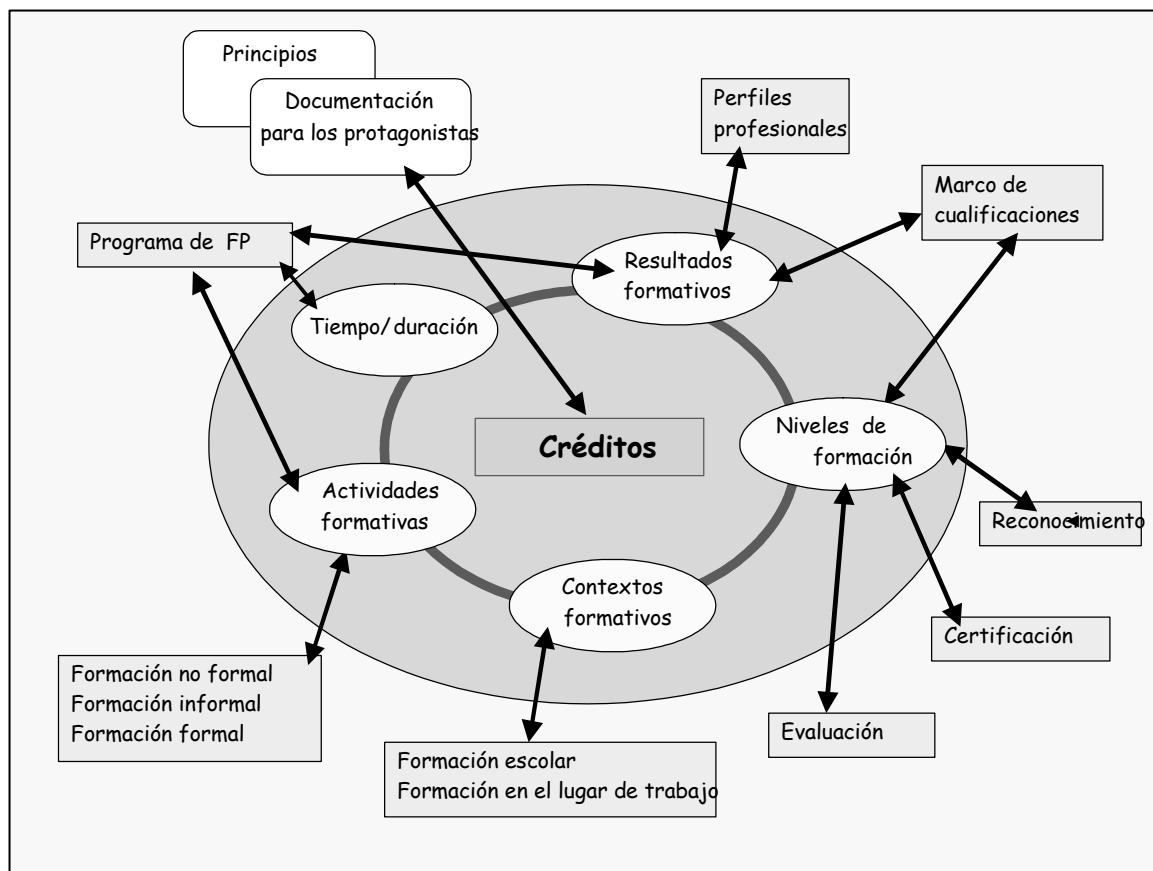 Principios
Documentación
para los protagonistas
Perfiles
profesionales
Marco de
cualificaciones
Programa de FP
Resultados
formativos
Tiempo/duración
Créditos
Niveles de
formación
Actividades
formativas
Reconocimiento
Contextos
formativos
Certificación
Formación no formal
Formación informal
Formación formal
Evaluación
Formación escolar
Formación en el lugar de trabajo